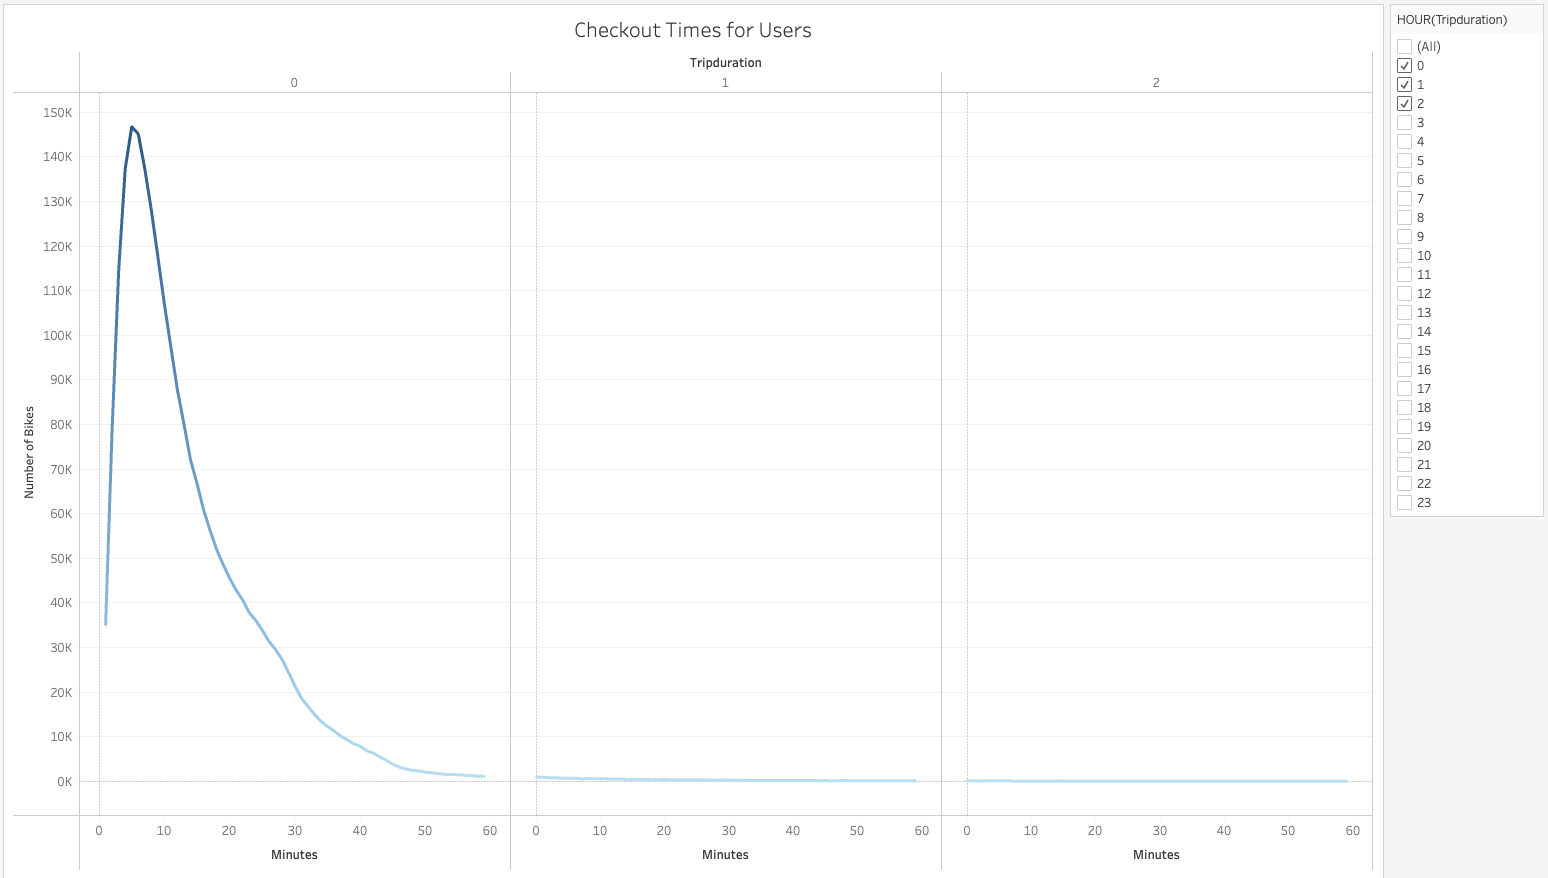 Checkout Times for Users
Tripduration
0 1 2
150K
140K
130K
120K
110K
100K
90K
80K
70K
60K
50K
40K
30K
20K
10K
0K
Number of Bikes
0 10 20 30 40 50 60 0 10 20 30 40 50 60 0 10 20 30 40 50 60
Minutes Minutes Minutes
HOUR(Tripduration)
(All)
0
1
2
3
4
5
6
7
8
9
10
11
12
13
14
15
16
17
18
19
20
21
22
23